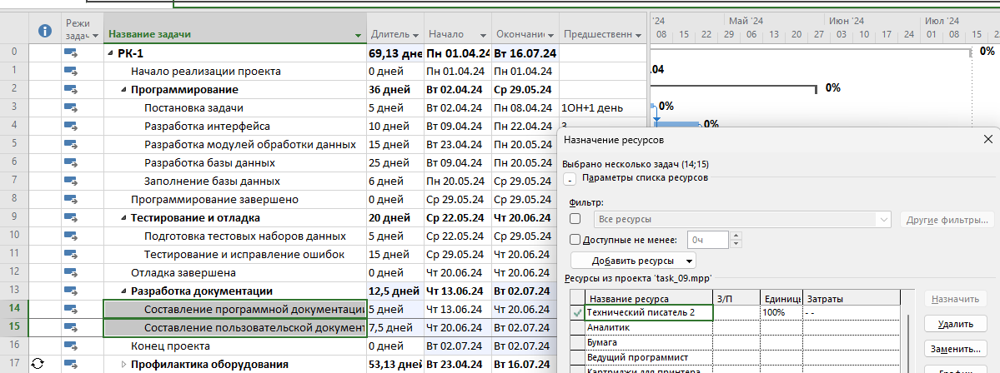 '24 Май '24 Июн '24 Июл '24
Режи
задач Название задачи Длитель Начало Окончание Предшественн 08 15 22 29 06 13 20 27 03 10 17 24 01 08 15 22
0 РК-1 69,13 дне Пн 01.04.24 Вт 16.07.24 0%
1 Начало реализации проекта 0 дней Пн 01.04.24 Пн 01.04.24 .04
2 Программирование 36 дней Вт 02.04.24 Ср 29.05.24 0%
3 Постановка задачи 5 дней Вт 02.04.24 Пн 08.04.24 1ОН+1 день 0%
4 Разработка интерфейса 10 дней Вт 09.04.24 Пн 22.04.24 3 0%
5 Разработка модулей обработки данных 15 дней Вт 23.04.24 Пн 20.05.24
6 Разработка базы данных 25 дней Вт 09.04.24 Пн 20.05.24
7 Заполнение базы данных 6 дней Пн 20.05.24 Ср 29.05.24
8 Программирование завершено 0 дней Ср 29.05.24 Ср 29.05.24
9 Тестирование и отладка 20 дней Ср 22.05.24 Чт 20.06.24
10 Подготовка тестовых наборов данных 5 дней Ср 22.05.24 Ср 29.05.24
11 Тестирование и исправление ошибок 15 дней Ср 29.05.24 Чт 20.06.24
12 Отладка завершена 0 дней Чт 20.06.24 Чт 20.06.24
13 Разработка документации 12,5 дней Чт 13.06.24 Вт 02.07.24
14 Составление программной документации 5 дней Чт 13.06.24 Чт 20.06.24
15 Составление пользовательской документ 7,5 дней Чт 20.06.24 Вт 02.07.24
16 Конец проекта 0 дней Вт 02.07.24 Вт 02.07.24
17 Профилактика оборудования 53,13 дней Вт 23.04.24 Вт 16.07.24
Назначение ресурсов
Выбрано несколько задач (14;15)
- Параметры списка ресурсов
Фильтр:
Все ресурсы Другие фильтры...
Доступные не менее: 0ч
Добавить ресурсы
Ресурсы из проекта 'task_09.mpp'
Название ресурса З/П Единиць Затраты Назначить
Технический писатель 2 100% - -
Аналитик Удалить
Бумага
Ведущий программист Заменить...
Картриджи для принтера График